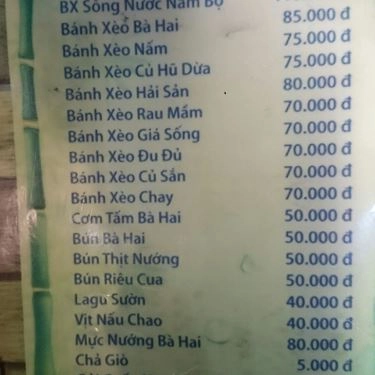 BX Sông Nước Nam Bộ
Bánh Xèo Bà Hai 85.000 đ
Bánh Xèo Nấm 75.000 đ
Bánh Xèo Củ Hũ Dừa 75.000 đ
Bánh Xèo Hải Sản 80.000 đ
Bánh Xèo Rau Mầm 70.000 đ
Bánh Xèo Giá Sống 70.000 đ
Bánh Xèo Đu Đủ 70.000 đ
Bánh Xèo Củ Sắn 70.000 đ
Bánh Xèo Chay 70.000 đ
Cơm Tấm Bà Hai 50.000 đ
Bún Bà Hai 50.000 đ
Bún Thịt Nướng 50.000 đ
Bún Riêu Cua 50.000 đ
Lagu Sườn 40.000 đ
Vịt Nấu Chao 40.000 đ
Mực Nướng Bà Hai 80.000 đ
Chả Giò 5.000 đ